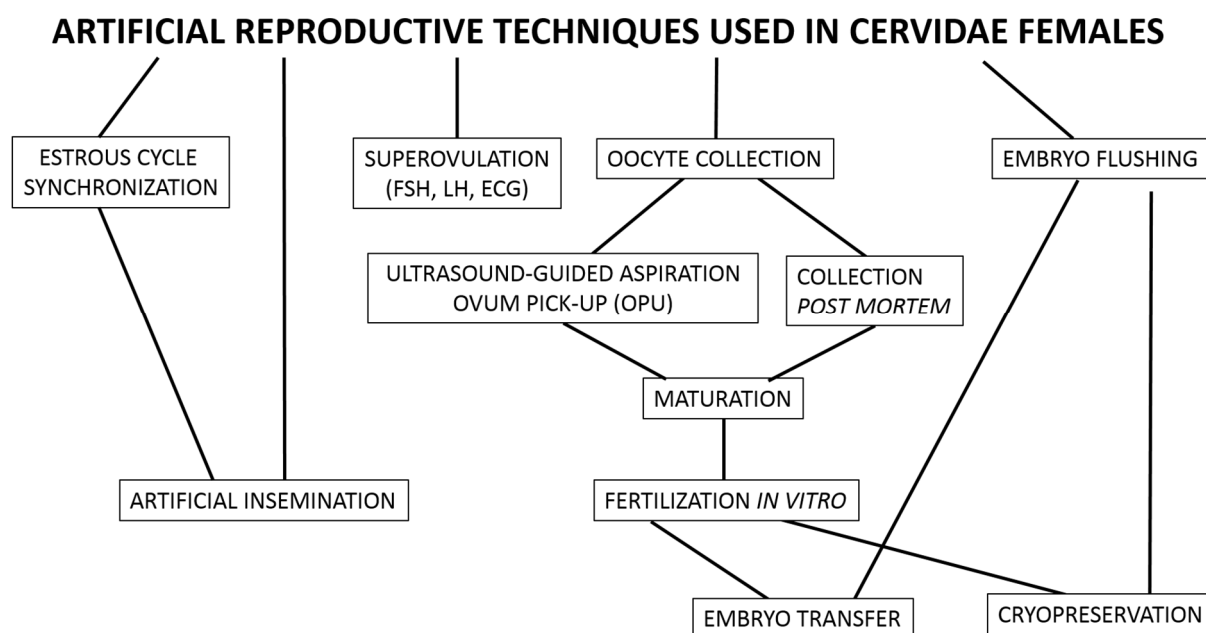 ARTIFICIAL REPRODUCTIVE TECHNIQUES USED IN CERVIDAE FEMALES
ESTROUS CYCLE
SYNCHRONIZATION
SUPEROVULATION
(FSH, LH, ECG)
OOCYTE COLLECTION
EMBRYO FLUSHING
ULTRASOUND-GUIDED ASPIRATION
OVUM PICK-UP (OPU)
COLLECTION
POST MORTEM
MATURATION
ARTIFICIAL INSEMINATION
FERTILIZATION IN VITRO
EMBRYO TRANSFER
CRYOPRESERVATION